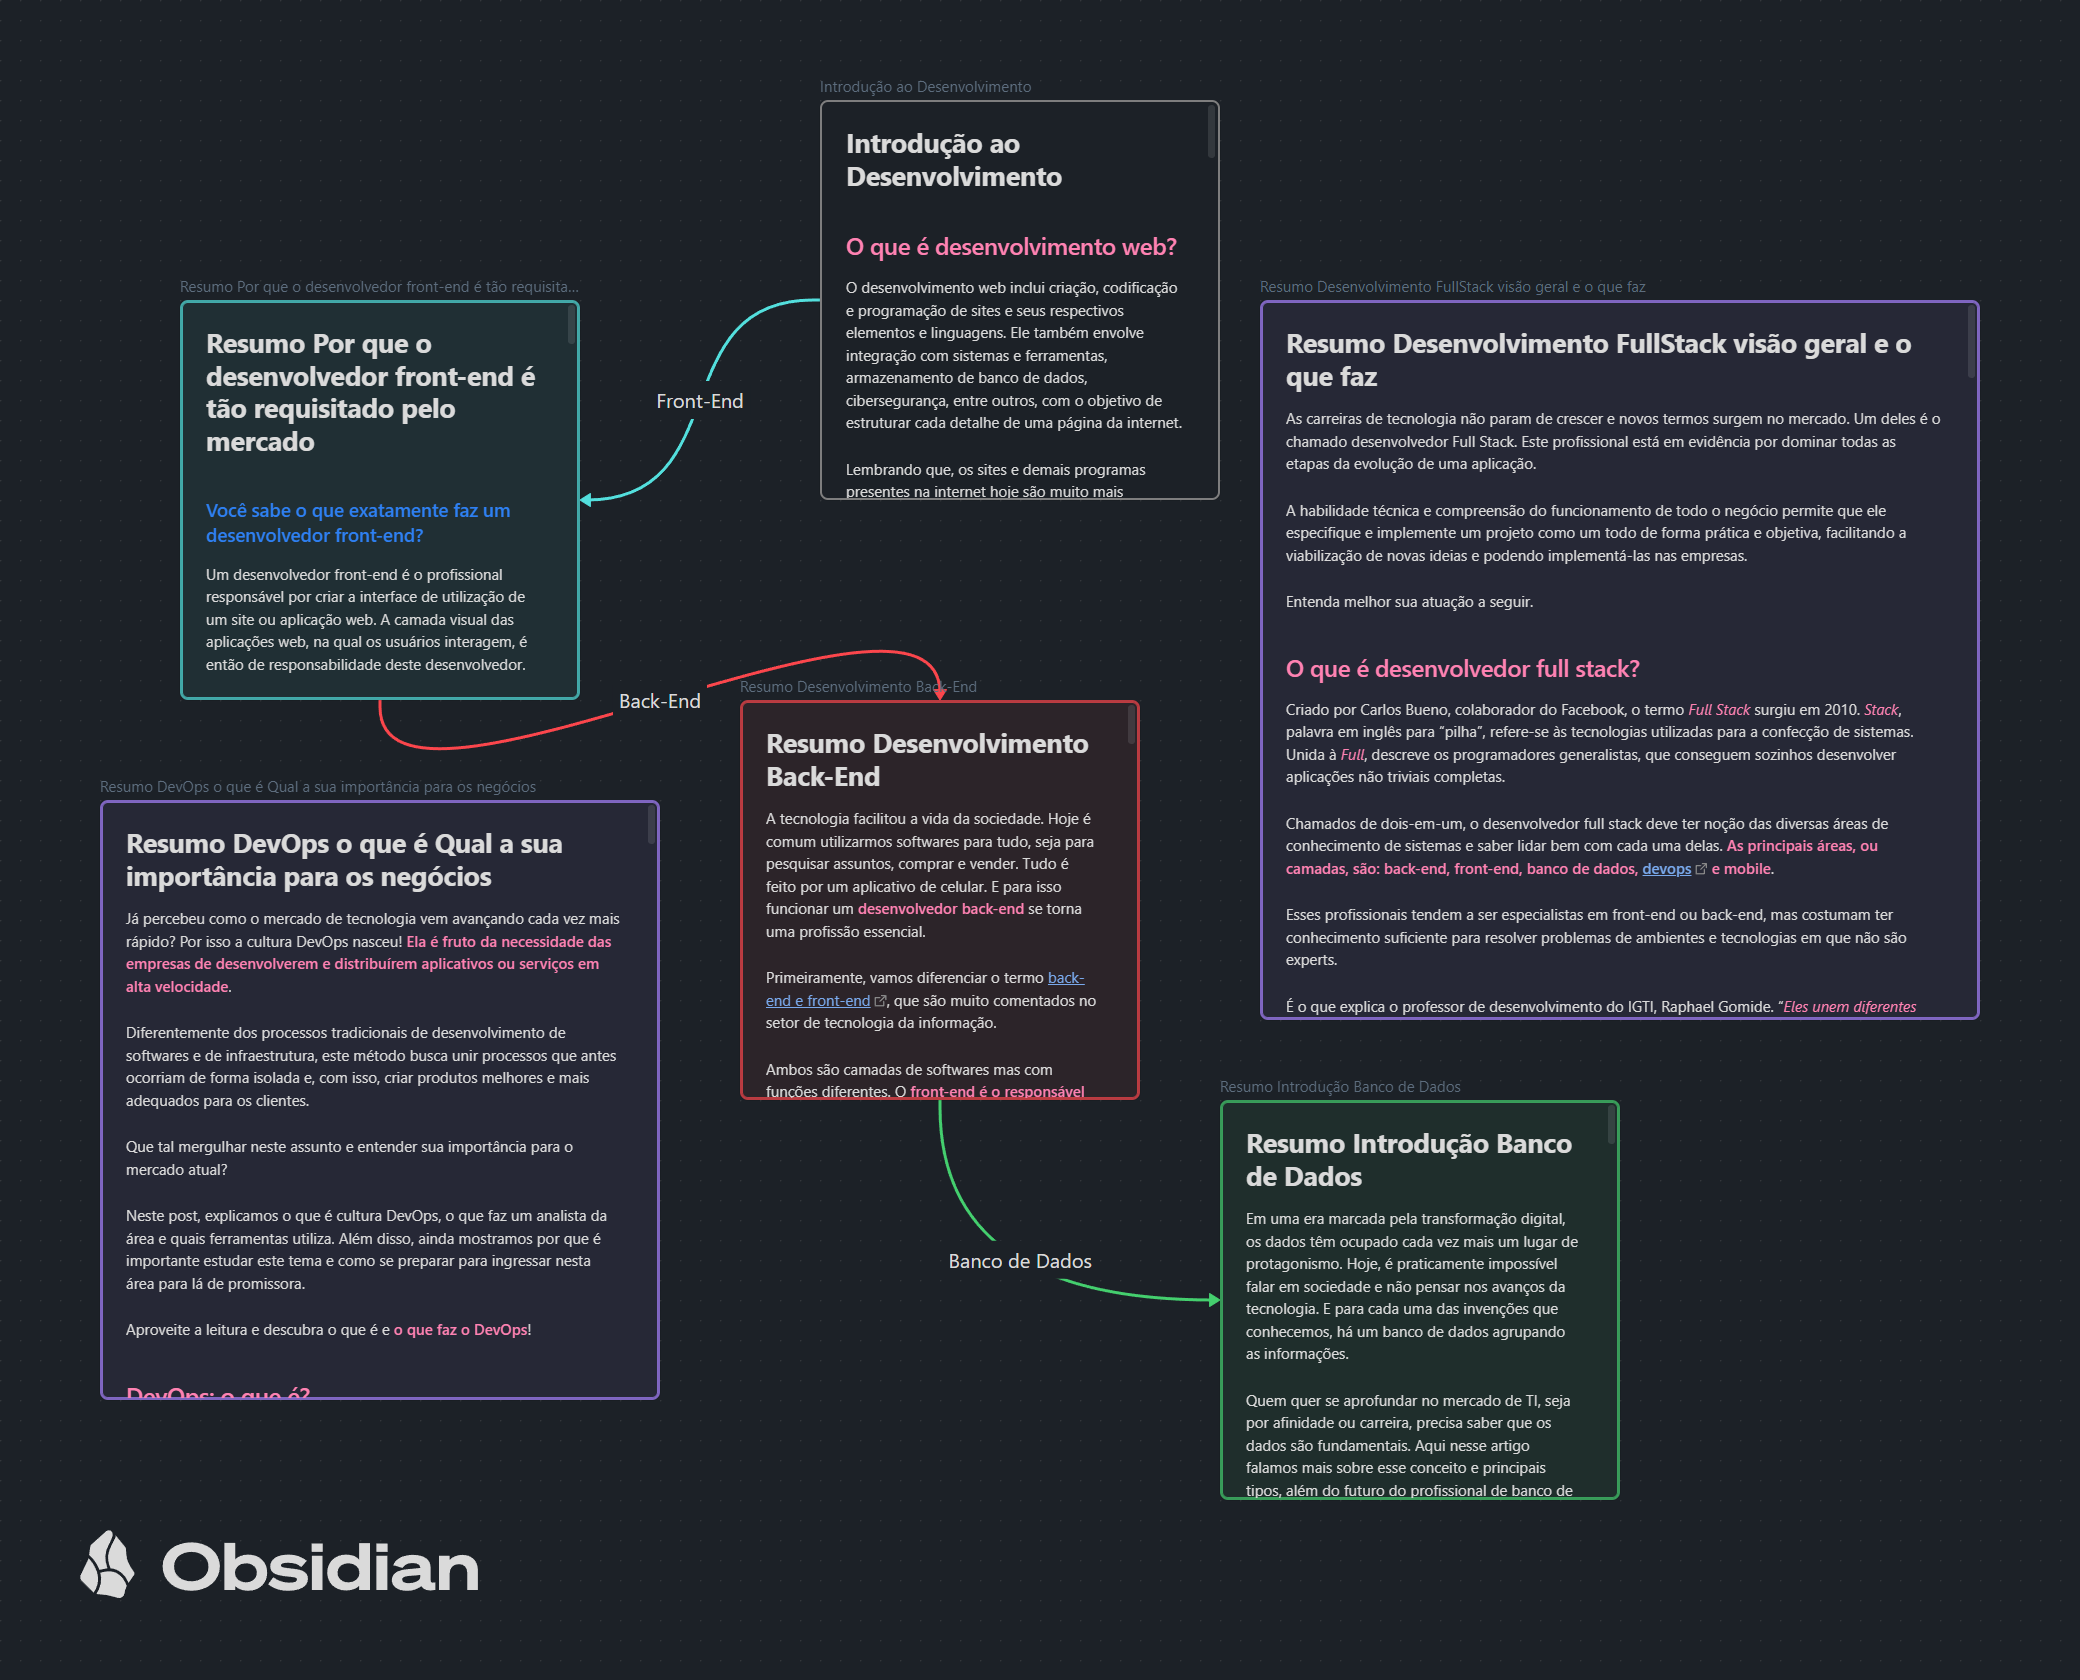 Introdução ao Desenvolvimento
Introdução ao
Desenvolvimento
O que é desenvolvimento web?
O desenvolvimento web inclui criação, codificação
e programação de sites e seus respectivos
elementos e linguagens. Ele também envolve
integração com sistemas e ferramentas,
armazenamento de banco de dados,
cibersegurança, entre outros, com o objetivo de
estruturar cada detalhe de uma página da internet.
Lembrando que, os sites e demais programas
presentes na internet hoje são muito mais
Front-End
Resumo Por que o desenvolvedor front-end é tão requisita...
Resumo Por que o
desenvolvedor front-end é
tão requisitado pelo
mercado
Você sabe o que exatamente faz um
desenvolvedor front-end?
Um desenvolvedor front-end é o profissional
responsável por criar a interface de utilização de
um site ou aplicação web. A camada visual das
aplicações web, na qual os usuários interagem, é
então de responsabilidade deste desenvolvedor.
Back-End
Resumo Desenvolvimento Back-End
Resumo Desenvolvimento
Back-End
A tecnologia facilitou a vida da sociedade. Hoje é
comum utilizarmos softwares para tudo, seja para
pesquisar assuntos, comprar e vender. Tudo é
feito por um aplicativo de celular. E para isso
funcionar um desenvolvedor back-end se torna
uma profissão essencial.
Primeiramente, vamos diferenciar o termo back-
end e front-end, que são muito comentados no
setor de tecnologia da informação.
Ambos são camadas de softwares mas com
funções diferentes. O front-end é o responsável
Banco de Dados
Resumo Introdução Banco de Dados
Resumo Introdução Banco
de Dados
Em uma era marcada pela transformação digital,
os dados têm ocupado cada vez mais um lugar de
protagonismo. Hoje, é praticamente impossível
falar em sociedade e não pensar nos avanços da
tecnologia. E para cada uma das invenções que
conhecemos, há um banco de dados agrupando
as informações.
Quem quer se aprofundar no mercado de TI, seja
por afinidade ou carreira, precisa saber que os
dados são fundamentais. Aqui nesse artigo
falamos mais sobre esse conceito e principais
tipos, além do futuro do profissional de banco de
Resumo Desenvolvimento FullStack visão geral e o que faz
Resumo Desenvolvimento FullStack visão geral e o
que faz
As carreiras de tecnologia não param de crescer e novos termos surgem no mercado. Um deles é o
chamado desenvolvedor Full Stack. Este profissional está em evidência por dominar todas as
etapas da evolução de uma aplicação.
A habilidade técnica e compreensão do funcionamento de todo o negócio permite que ele
especifique e implemente um projeto como um todo de forma prática e objetiva, facilitando a
viabilização de novas ideias e podendo implementá-las nas empresas.
Entenda melhor sua atuação a seguir.
O que é desenvolvedor full stack?
Criado por Carlos Bueno, colaborador do Facebook, o termo Full Stack surgiu em 2010. Stack,
palavra em inglês para “pilha”, refere-se às tecnologias utilizadas para a confecção de sistemas.
Unida à Full, descreve os programadores generalistas, que conseguem sozinhos desenvolver
aplicações não triviais completas.
Chamados de dois-em-um, o desenvolvedor full stack deve ter noção das diversas áreas de
conhecimento de sistemas e saber lidar bem com cada uma delas. As principais áreas, ou
camadas, são: back-end, front-end, banco de dados, devops e mobile.
Esses profissionais tendem a ser especialistas em front-end ou back-end, mas costumam ter
conhecimento suficiente para resolver problemas de ambientes e tecnologias em que não são
experts.
É o que explica o professor de desenvolvimento do IGTI, Raphael Gomide. “Eles unem diferentes
Resumo DevOps o que é Qual a sua importância para os negócios
Resumo DevOps o que é Qual a sua
importância para os negócios
Já percebeu como o mercado de tecnologia vem avançando cada vez mais
rápido? Por isso a cultura DevOps nasceu! Ela é fruto da necessidade das
empresas de desenvolverem e distribuírem aplicativos ou serviços em
alta velocidade.
Diferentemente dos processos tradicionais de desenvolvimento de
softwares e de infraestrutura, este método busca unir processos que antes
ocorriam de forma isolada e, com isso, criar produtos melhores e mais
adequados para os clientes.
Que tal mergulhar neste assunto e entender sua importância para o
mercado atual?
Neste post, explicamos o que é cultura DevOps, o que faz um analista da
área e quais ferramentas utiliza. Além disso, ainda mostramos por que é
importante estudar este tema e como se preparar para ingressar nesta
área para lá de promissora.
Aproveite a leitura e descubra o que é e o que faz o DevOps!
DevOps: o que é?
Obsidian